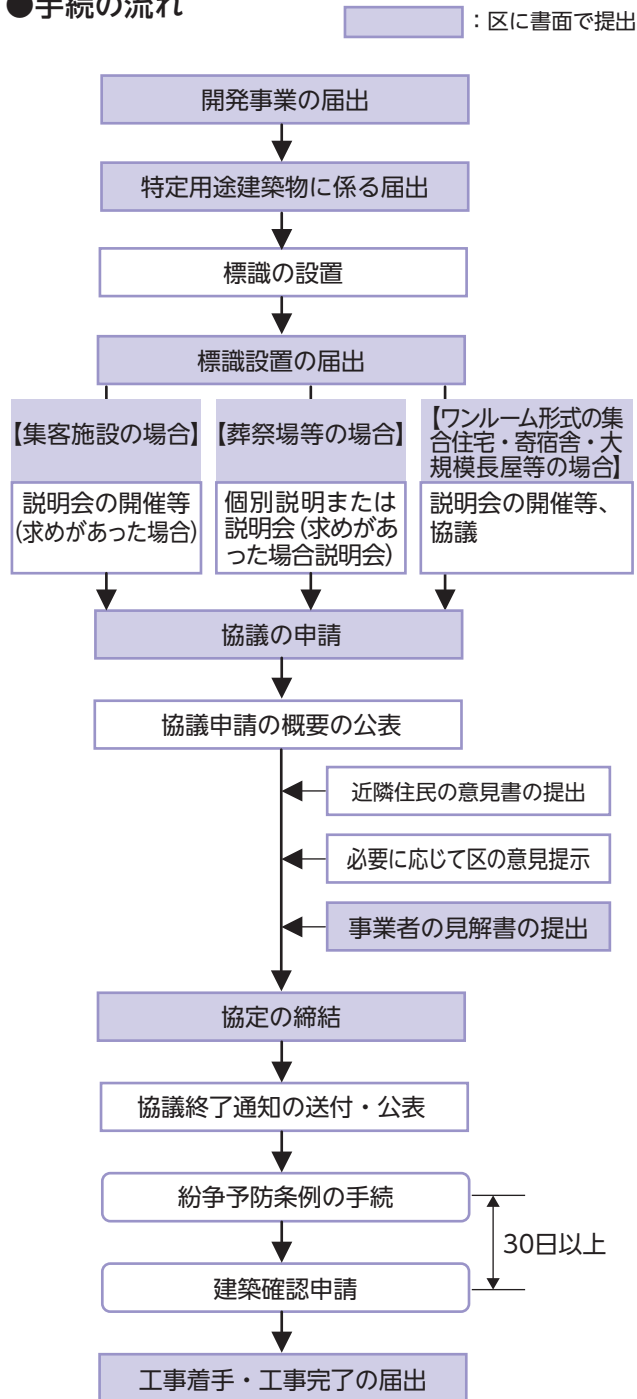 ●手続の流れ
：区に書面で提出
開発事業の届出
特定用途建築物に係る届出
標識の設置
標識設置の届出
【集客施設の場合】
説明会の開催等
(求めがあった場合)
【葬祭場等の場合】
個別説明または
説明会（求めがあ
った場合説明会）
【ワンルーム形式の集
合住宅・寄宿舎・大
規模長屋等の場合】
説明会の開催等、
協議
協議の申請
協議申請の概要の公表
近隣住民の意見書の提出
必要に応じて区の意見提示
事業者の見解書の提出
協定の締結
協議終了通知の送付・公表
紛争予防条例の手続
30日以上
建築確認申請
工事着手・工事完了の届出